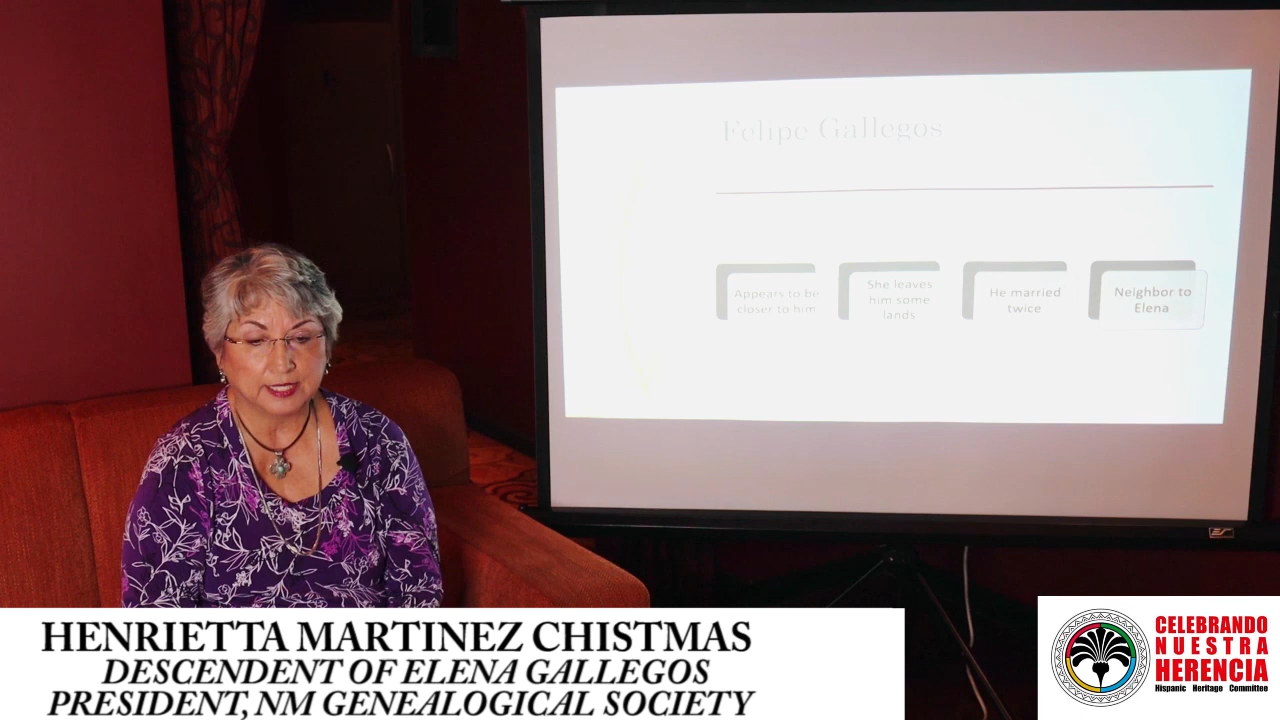 Felipe Gallegos
Appears to be
closer to him
She leaves
him some
lands
He married
twice
Neighbor to
Elena
HENRIETTA MARTINEZ CHISTMAS
DESCENDENT OF ELENA GALLEGOS
PRESIDENT, NM GENEALOGICAL SOCIETY
CELEBRANDO
NUESTRA
HERENCIA
Hispanic Heritage Committee